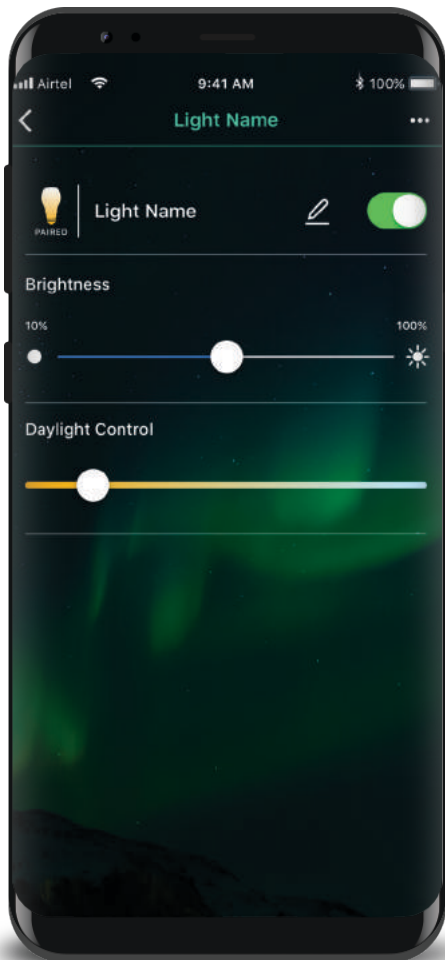 Airtel 9:41 AM 100%
Light Name
PAIRED
Light Name
Brightness
10% 100%
Daylight Control